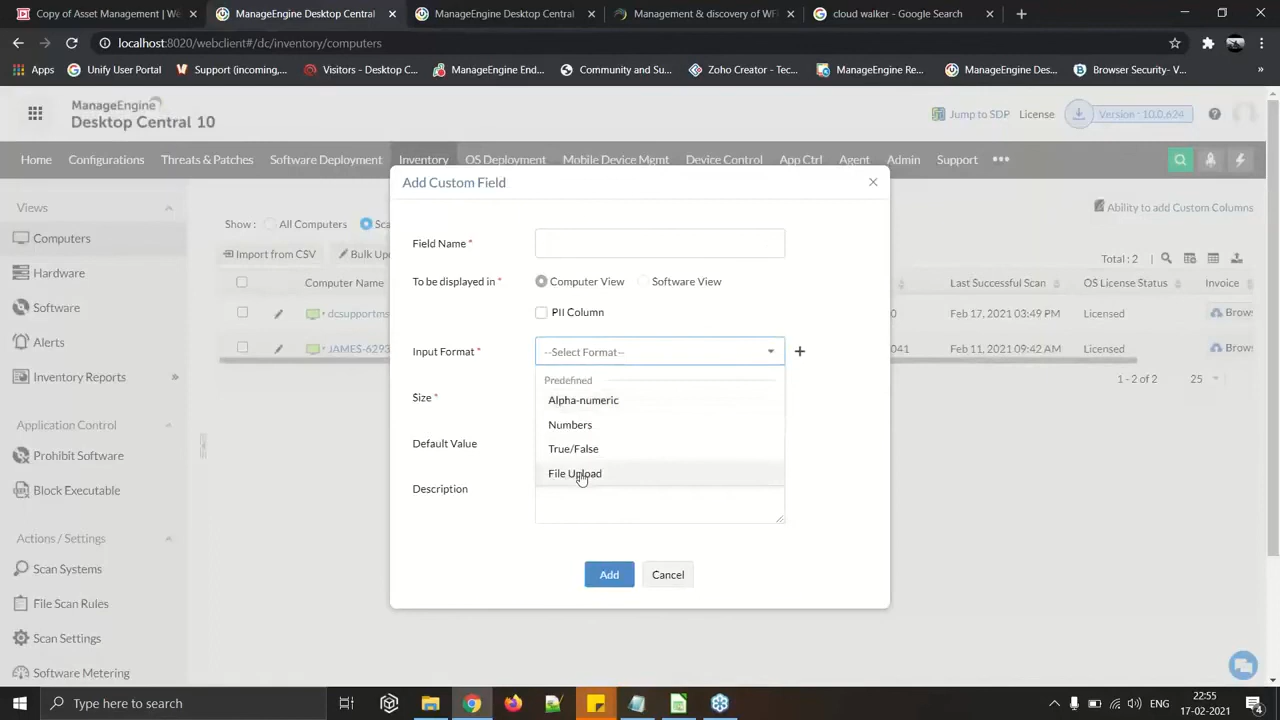 Copy of Asset Management | We
ManageEngine Desktop Central
ManageEngine Desktop Central
Management & discovery of WF
cloud walker - Google Search
localhost:8020/webclient#/dc/inventory/computers
Apps
Unify User Portal
Support (incoming,...
Visitors - Desktop C...
ManageEngine End...
Community and Su...
Zoho Creator - Tec...
ManageEngine Re...
ManageEngine Des...
Browser Security- V...
»
ManageEngine
Desktop Central 10
Jump to SDP
License
Version : 10.0.624
Home
Configurations
Threats & Patches
Software Deployment
Inventory
OS Deployment
Mobile Device Mgmt
Device Control
App Ctrl
Agent
Admin
Support
Views
Computers
Hardware
Software
Alerts
Inventory Reports »
Application Control
Prohibit Software
Block Executable
Actions / Settings
Scan Systems
File Scan Rules
Scan Settings
Software Metering
Show :
All Computers
Sca
Ability to add Custom Columns
Import from CSV
Bulk Up
Total : 2
Computer Name
Last Successful Scan
OS License Status
Invoice
dcsupportms
0
Feb 17, 2021 03:49 PM
Licensed
Brows
JAMES-6293
041
Feb 11, 2021 09:42 AM
Licensed
Brows
1 - 2 of 2
25
Add Custom Field
Field Name *
To be displayed in *
Computer View
Software View
PII Column
Input Format *
--Select Format--
Predefined
Alpha-numeric
Numbers
True/False
File Upload
Size *
Default Value
Description
Add
Cancel
Type here to search
ENG
22:55
17-02-2021
4